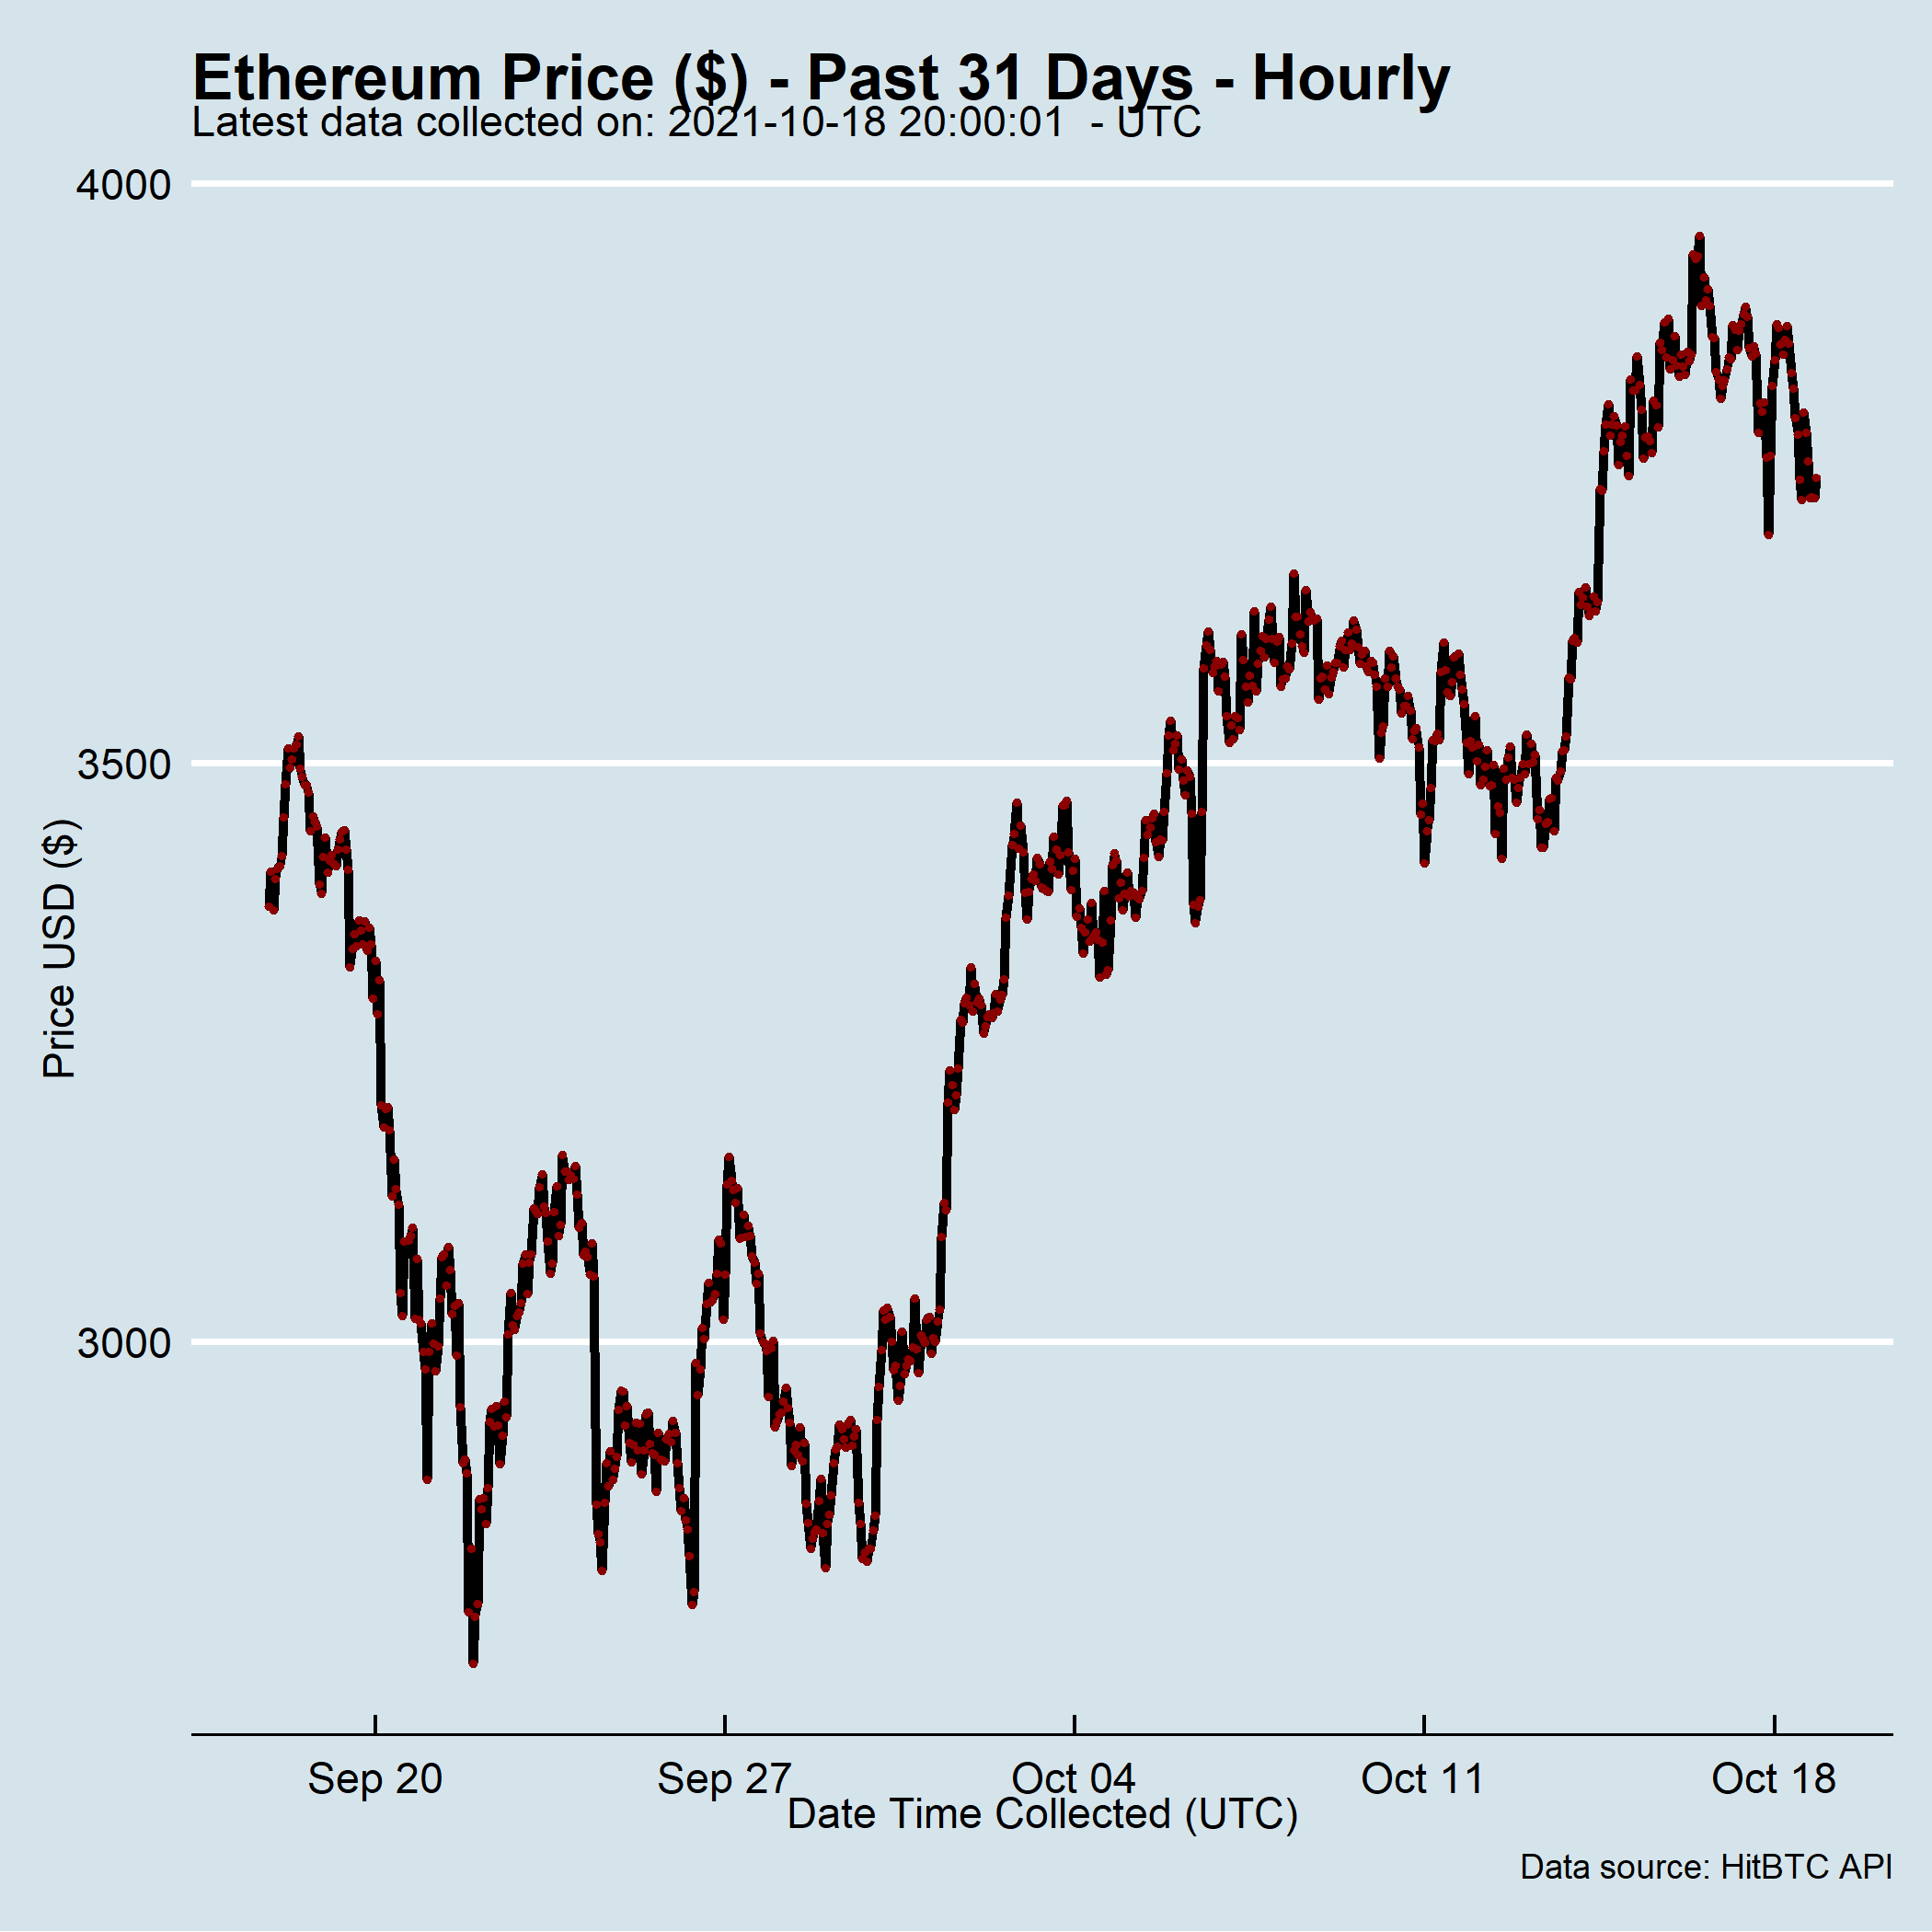 Ethereum Price ($) - Past 31 Days - Hourly
Latest data collected on: 2021-10-18 20:00:01  - UTC
4000
3500
3000
Price USD ($)
Sep 20
Sep 27
Oct 04
Oct 11
Oct 18
Date Time Collected (UTC)
Data source: HitBTC API